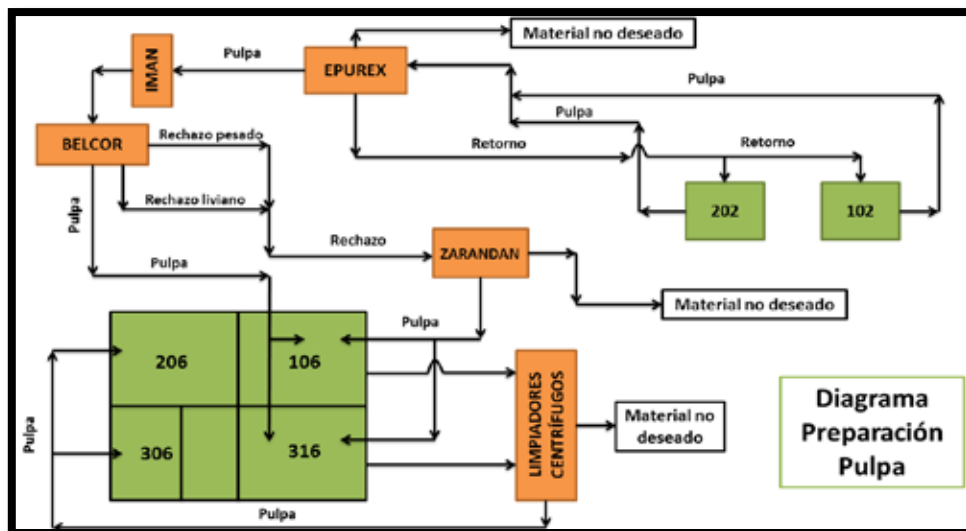 Material no deseado
IMAN
Pulpa
EPUREX
Pulpa
Pulpa
BELCOR
Rechazo pesado
Retorno
Retorno
202
102
Rechazo liviano
Pulpa
Rechazo
ZARANDAN
Pulpa
Material no deseado
Pulpa
206
106
306
316
LIMPIADORES
CENTRÍFUGOS
Material no
deseado
Pulpa
Pulpa
Diagrama
Preparación
Pulpa